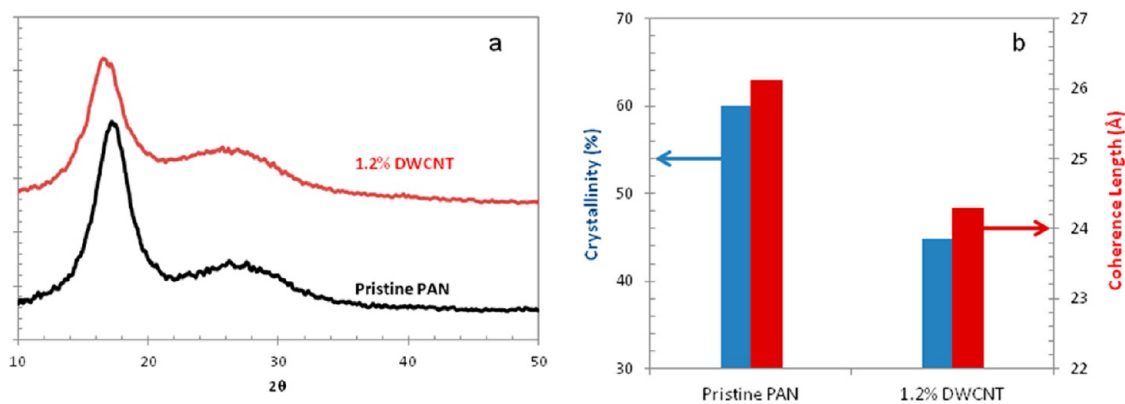 a
1.2% DWCNT
Pristine PAN
10 20 30 40 50
2θ
b
Crystallinity (%)
70
60
50
40
30
27
26
25
24
23
22
Coherence Length (Å)
Pristine PAN 1.2% DWCNT